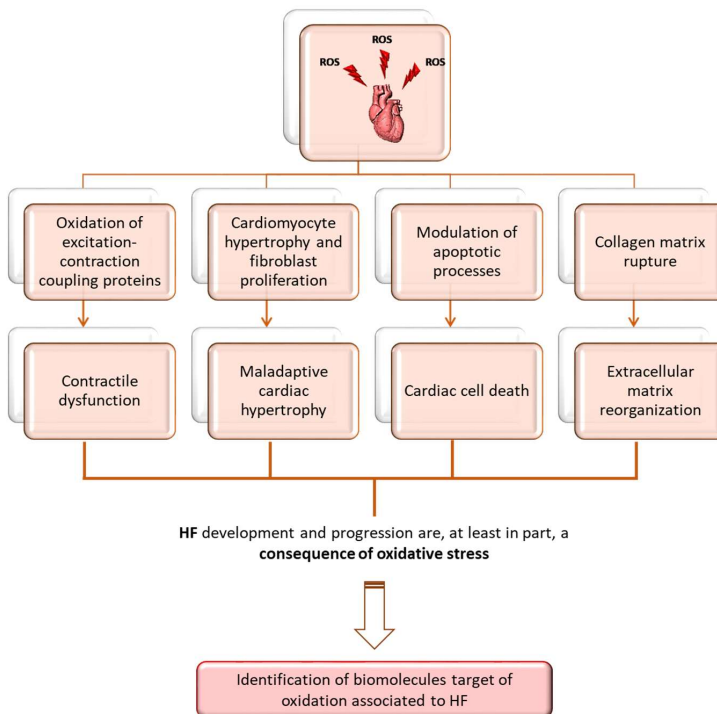 ROS
ROS
ROS
Oxidation of
excitation-
contraction
coupling proteins
Cardiomyocyte
hypertrophy and
fibroblast
proliferation
Modulation of
apoptotic
processes
Collagen matrix
rupture
Contractile
dysfunction
Maladaptive
cardiac
hypertrophy
Cardiac cell death
Extracellular
matrix
reorganization
HF development and progression are, at least in part, a
consequence of oxidative stress
Identification of biomolecules target of
oxidation associated to HF